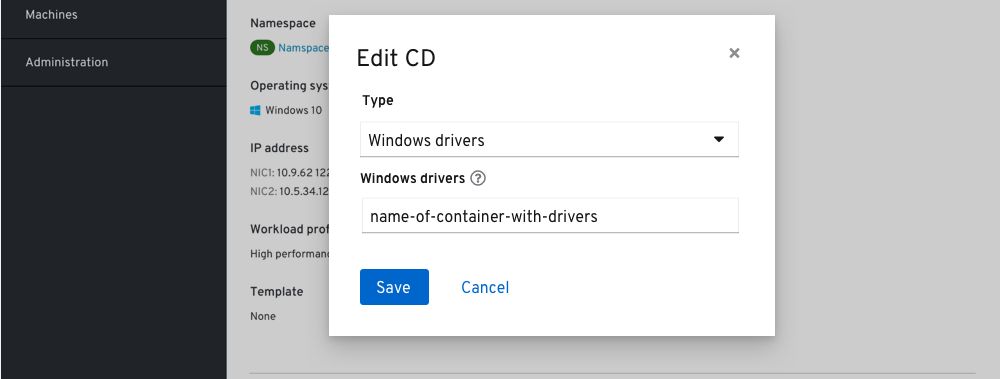 Machines
Administration
Namespace
NS Namspace
Operating sys
Windows 10
IP address
NIC1: 10.9.62 122
NIC2: 10.5.34.12
Workload prof
High performan
Template
None
Edit CD
×
Type
Windows drivers
Windows drivers ?
name-of-container-with-drivers
Save Cancel